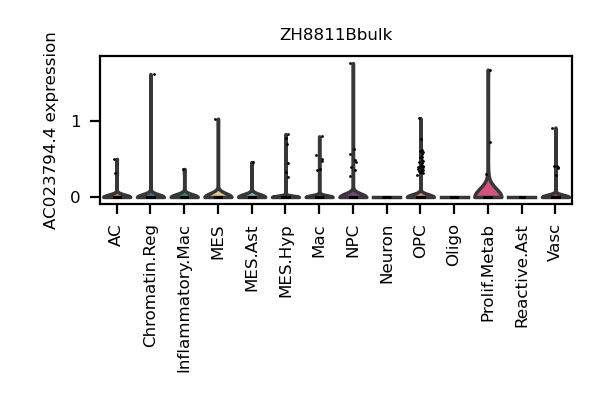 ZH8811Bbulk
AC023794.4 expression
1
0
AC
Chromatin.Reg
Inflammatory.Mac
MES
MES.Ast
MES.Hyp
Mac
NPC
Neuron
OPC
Oligo
Prolif.Metab
Reactive.Ast
Vasc